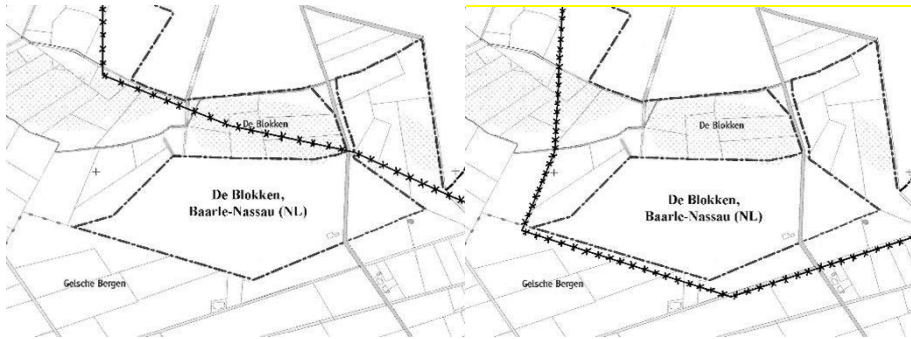 De Blokken
De Blokken,
Baarle-Nassau (NL)
Gelsche Bergen
De Blokken
De Blokken,
Baarle-Nassau (NL)
Gelsche Bergen